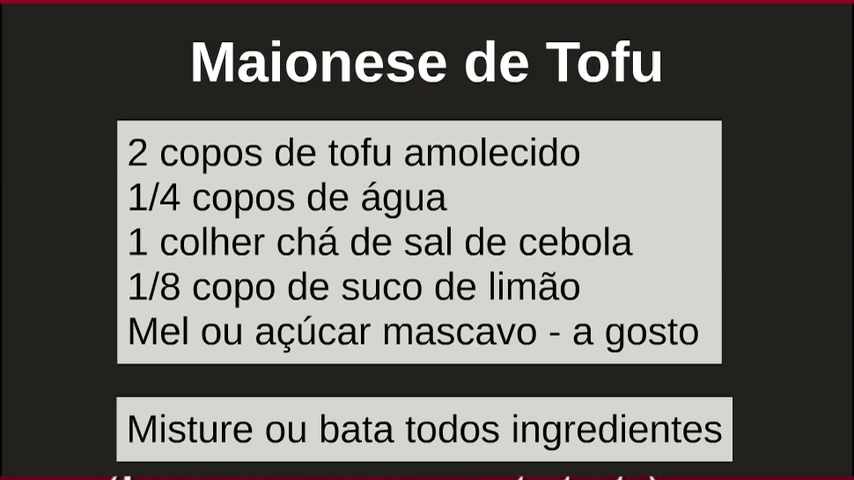 Maionese de Tofu
2 copos de tofu amolecido
1/4 copos de água
1 colher chá de sal de cebola
1/8 copo de suco de limão
Mel ou açúcar mascavo - a gosto
Misture ou bata todos ingredientes